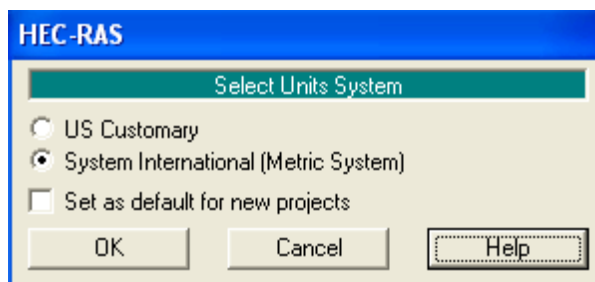 HEC-RAS
Select Units System
US Customary
System International (Metric System)
Set as default for new projects
OK Cancel Help